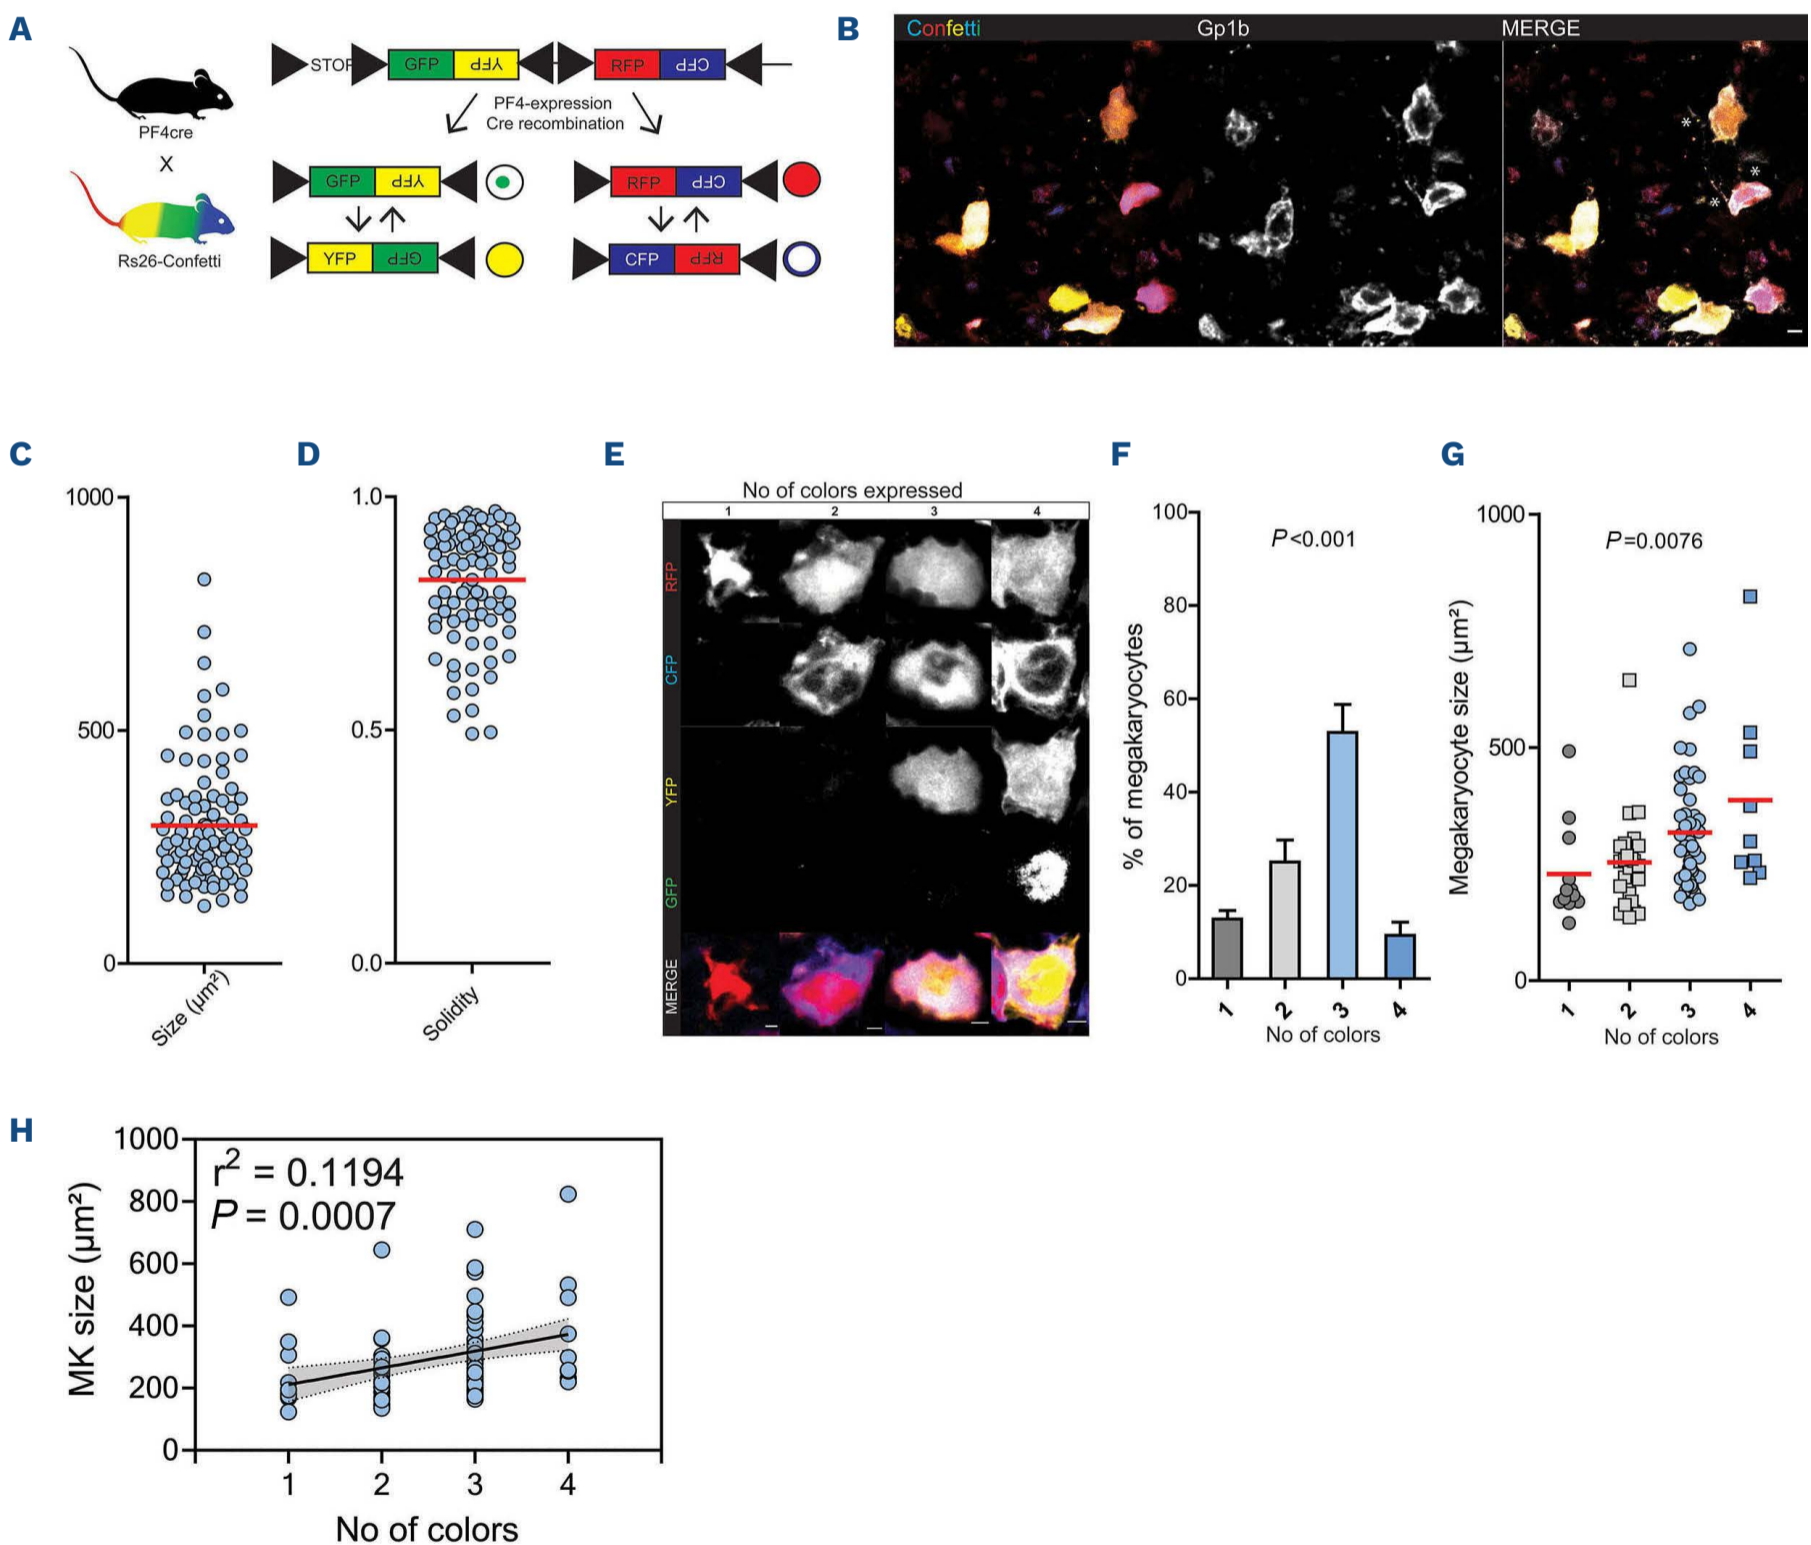 A
PF4cre
X
Rs26-Confetti
STOP
GFP YFP RFP CFP
PF4-expression
Cre recombination
GFP YFP RFP CFP
YFP GFP CFP RFP
B
Confetti Gp1b MERGE
* * *
C
1000
500
0
Size (µm²)
D
1.0
0.5
0.0
Solidity
E
No of colors expressed
1 2 3 4
RFP
CFP
YFP
GFP
MERGE
F
P<0.001
% of megakaryocytes
100
80
60
40
20
0
1 2 3 4
No of colors
G
P=0.0076
Megakaryocyte size (µm²)
1000
500
0
1 2 3 4
No of colors
H
r² = 0.1194
P = 0.0007
MK size (µm²)
1000
800
600
400
200
0
1 2 3 4
No of colors